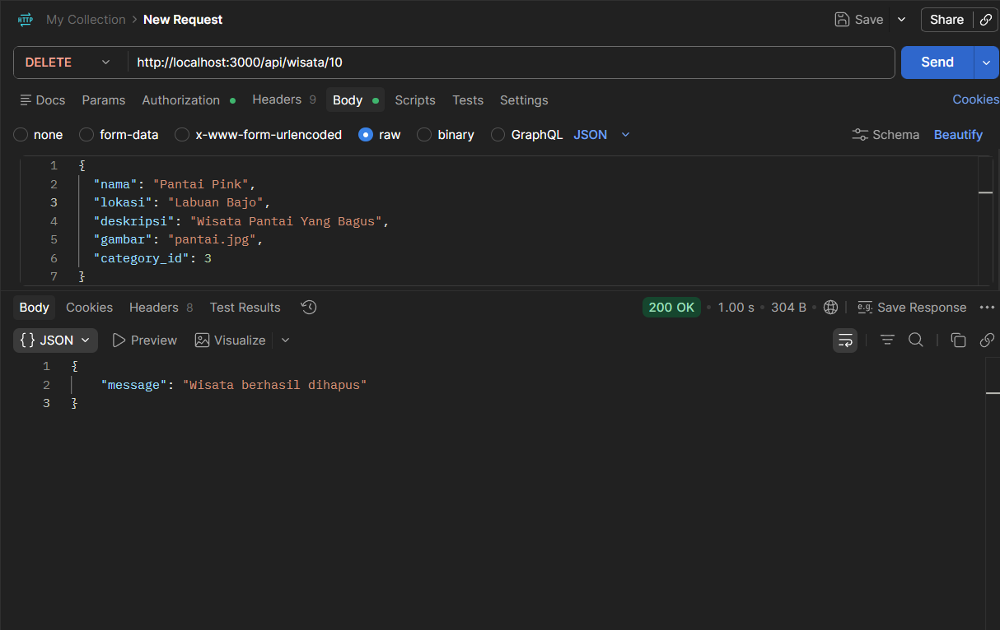 HTTP My Collection > New Request Save Share
DELETE http://localhost:3000/api/wisata/10 Send
Docs Params Authorization Headers 9 Body Scripts Tests Settings Cookies
none form-data x-www-form-urlencoded raw binary GraphQL JSON Schema Beautify
1 {
2 "nama": "Pantai Pink",
3 "lokasi": "Labuan Bajo",
4 "deskripsi": "Wisata Pantai Yang Bagus",
5 "gambar": "pantai.jpg",
6 "category_id": 3
7 }
Body Cookies Headers 8 Test Results 200 OK • 1.00 s • 304 B • e.g. Save Response
{} JSON Preview Visualize
1 {
2 "message": "Wisata berhasil dihapus"
3 }